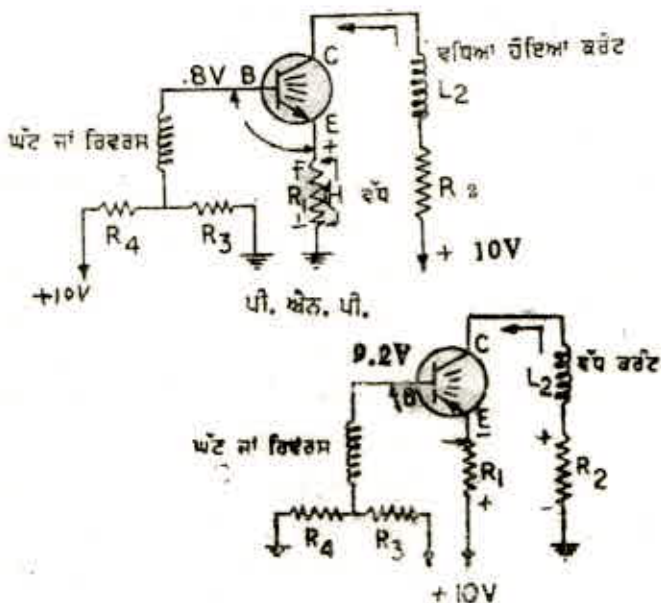 C
ਵਧਿਆ ਹੋਇਆ ਕਰੰਟ
.8V B
L2
E
+
ਘੱਟ ਜਾਂ ਰਿਵਰਸ
R1
ਵੱਧ
R2
R4
R3
+10V
+ 10V
ਪੀ. ਐਨ. ਪੀ.
9.2V
C
ਵੱਧ ਕਰੰਟ
L2
B
E
ਘੱਟ ਜਾਂ ਰਿਵਰਸ
+
R1
R2
+
-
R4
R3
+10V